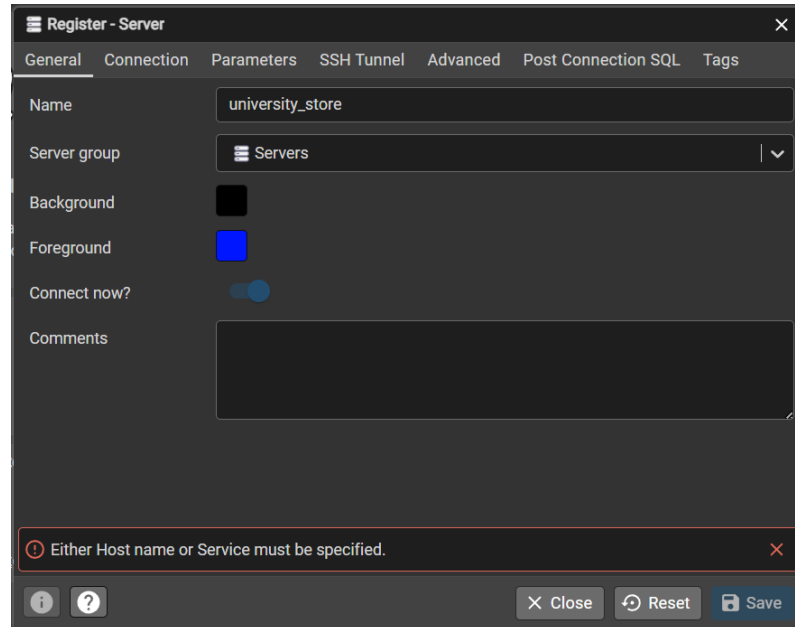 Register - Server
General Connection Parameters SSH Tunnel Advanced Post Connection SQL Tags
Name university_store
Server group Servers
Background
Foreground
Connect now?
Comments
Either Host name or Service must be specified.
Close Reset Save